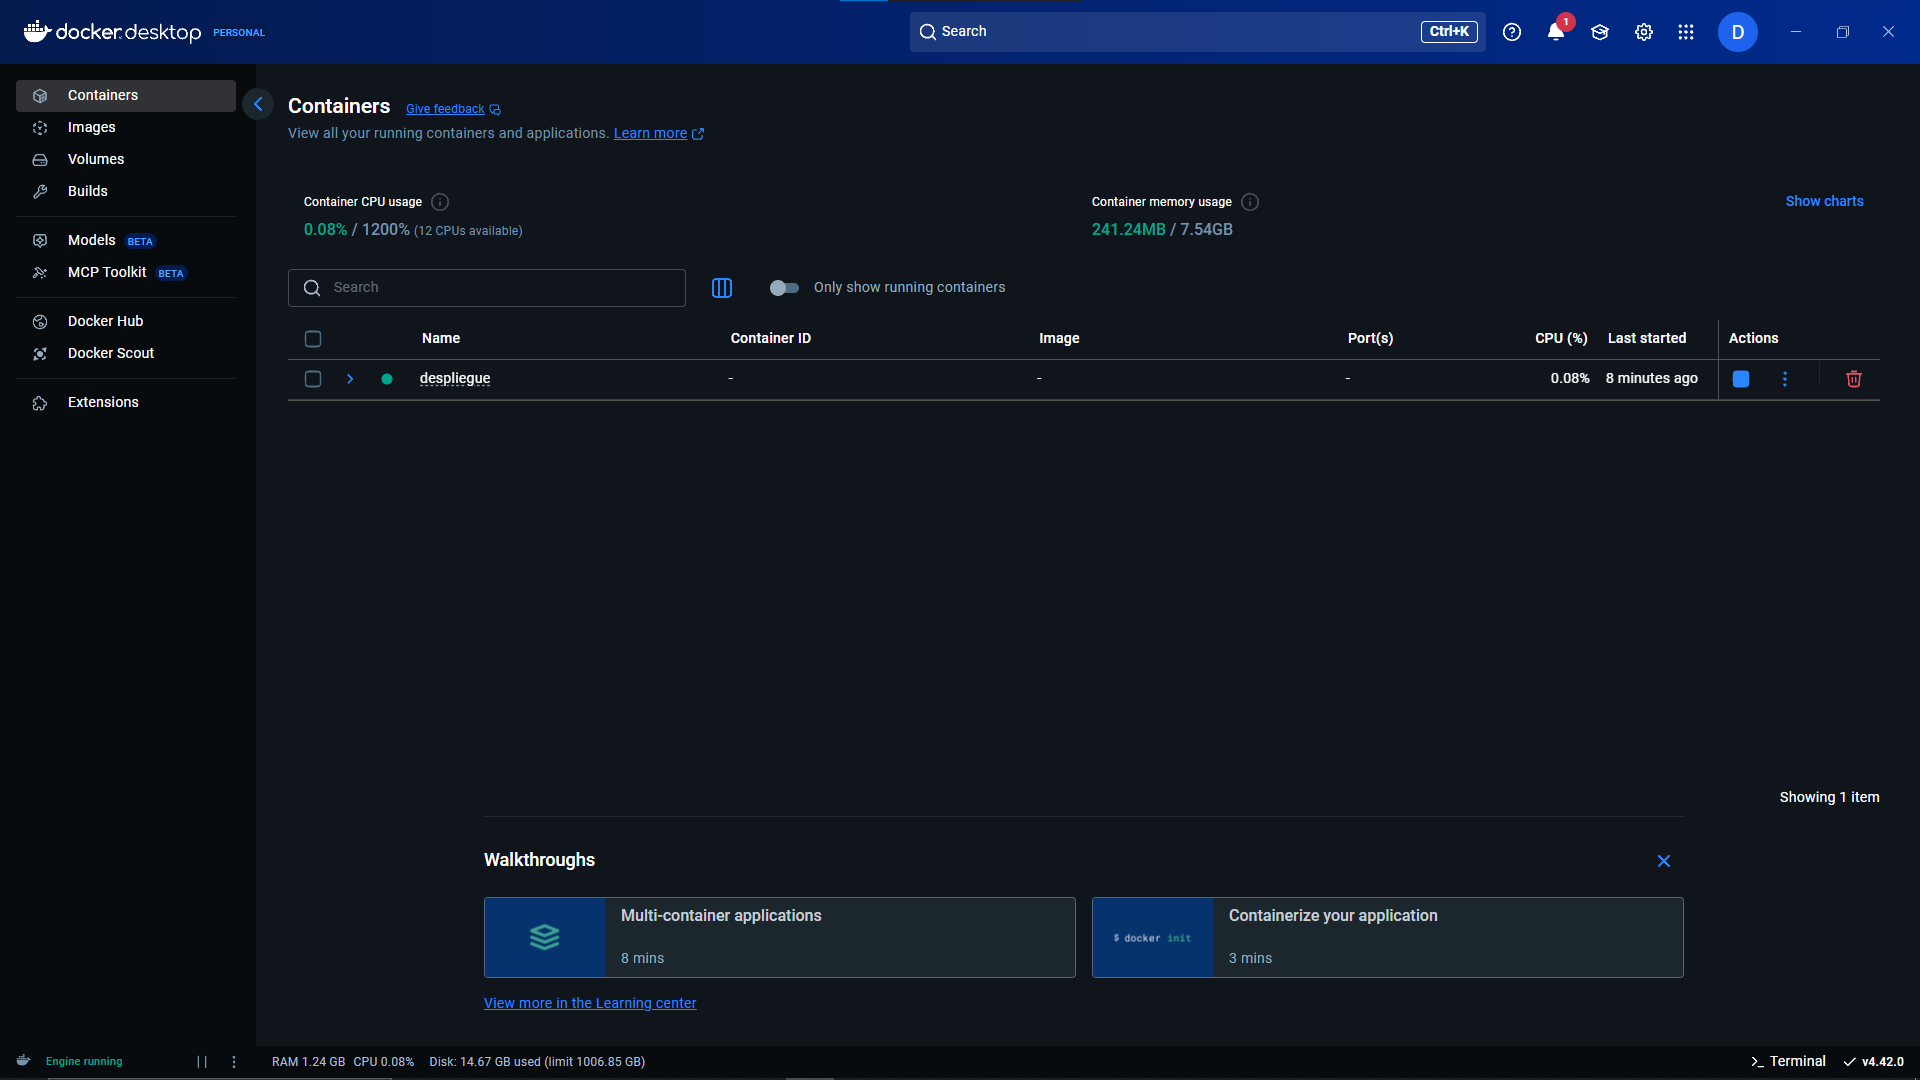 docker.desktop PERSONAL
Search Ctrl+K
1
D
Containers
Images
Volumes
Builds
Models BETA
MCP Toolkit BETA
Docker Hub
Docker Scout
Extensions
Containers Give feedback
View all your running containers and applications. Learn more
Container CPU usage
0.08% / 1200% (12 CPUs available)
Container memory usage
241.24MB / 7.54GB
Show charts
Search
Only show running containers
Name Container ID Image Port(s) CPU (%) Last started Actions
despliegue - - - 0.08% 8 minutes ago
Showing 1 item
Walkthroughs
Multi-container applications
8 mins
$ docker init
Containerize your application
3 mins
View more in the Learning center
Engine running
RAM 1.24 GB CPU 0.08% Disk: 14.67 GB used (limit 1006.85 GB)
>_ Terminal
v4.42.0